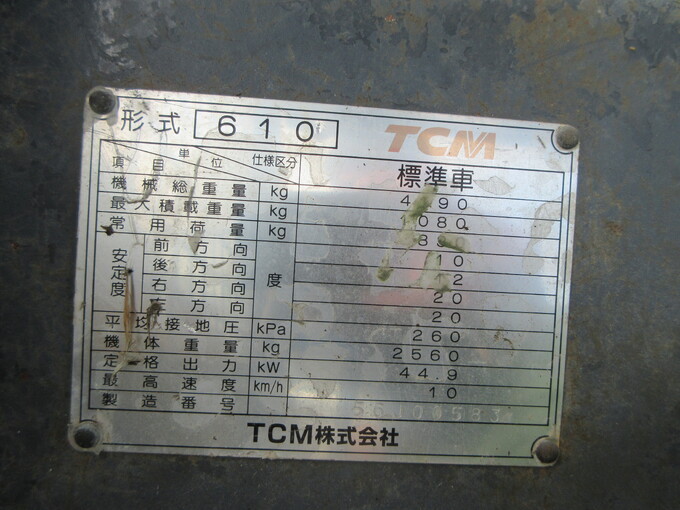 形式 610 TCM
項目 単位 仕様区分 標準車
機械総重量 kg 4 90
最大積載重量 kg 1080
常用荷重 kg
安定度 前方向 度 10
後方向
右方向 20
左方向 20
平均接地圧 kPa 260
機体重量 kg 2560
定格出力 kW 44.9
最高速度 km/h 10
製造番号
TCM株式会社